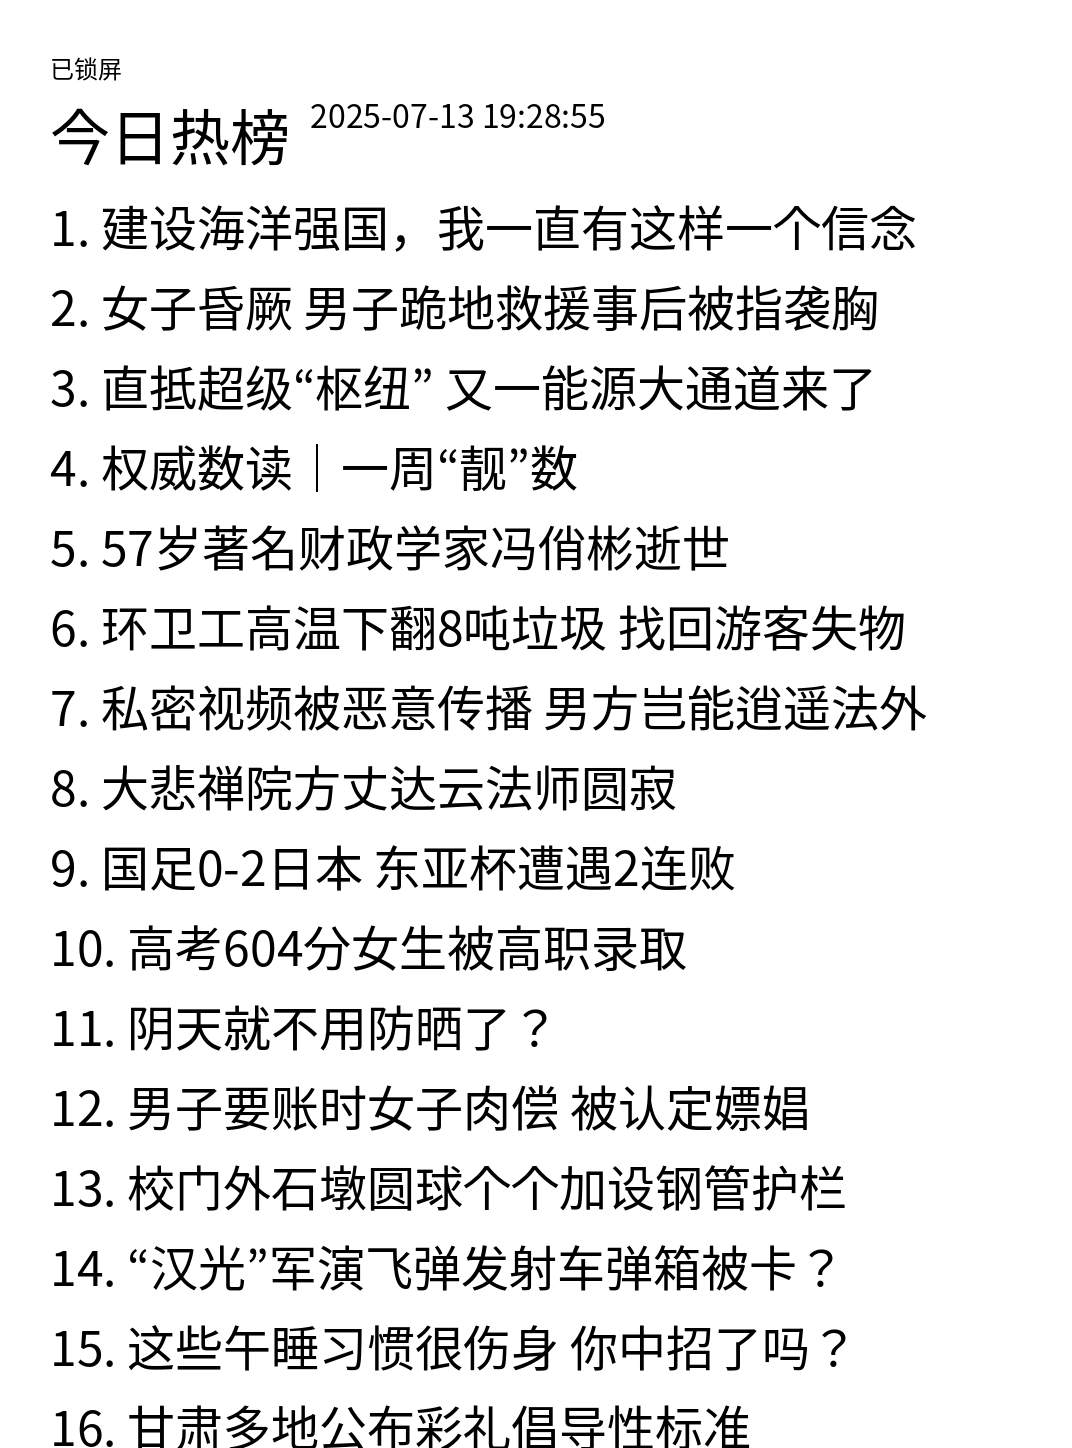 已锁屏
今日热榜 2025-07-13 19:28:55
1. 建设海洋强国，我一直有这样一个信念
2. 女子昏厥 男子跪地救援事后被指袭胸
3. 直抵超级“枢纽” 又一能源大通道来了
4. 权威数读｜一周“靓”数
5. 57岁著名财政学家冯俏彬逝世
6. 环卫工高温下翻8吨垃圾 找回游客失物
7. 私密视频被恶意传播 男方岂能逍遥法外
8. 大悲禅院方丈达云法师圆寂
9. 国足0-2日本 东亚杯遭遇2连败
10. 高考604分女生被高职录取
11. 阴天就不用防晒了？
12. 男子要账时女子肉偿 被认定嫖娼
13. 校门外石墩圆球个个加设钢管护栏
14. “汉光”军演飞弹发射车弹箱被卡？
15. 这些午睡习惯很伤身 你中招了吗？
16. 甘肃多地公布彩礼倡导性标准